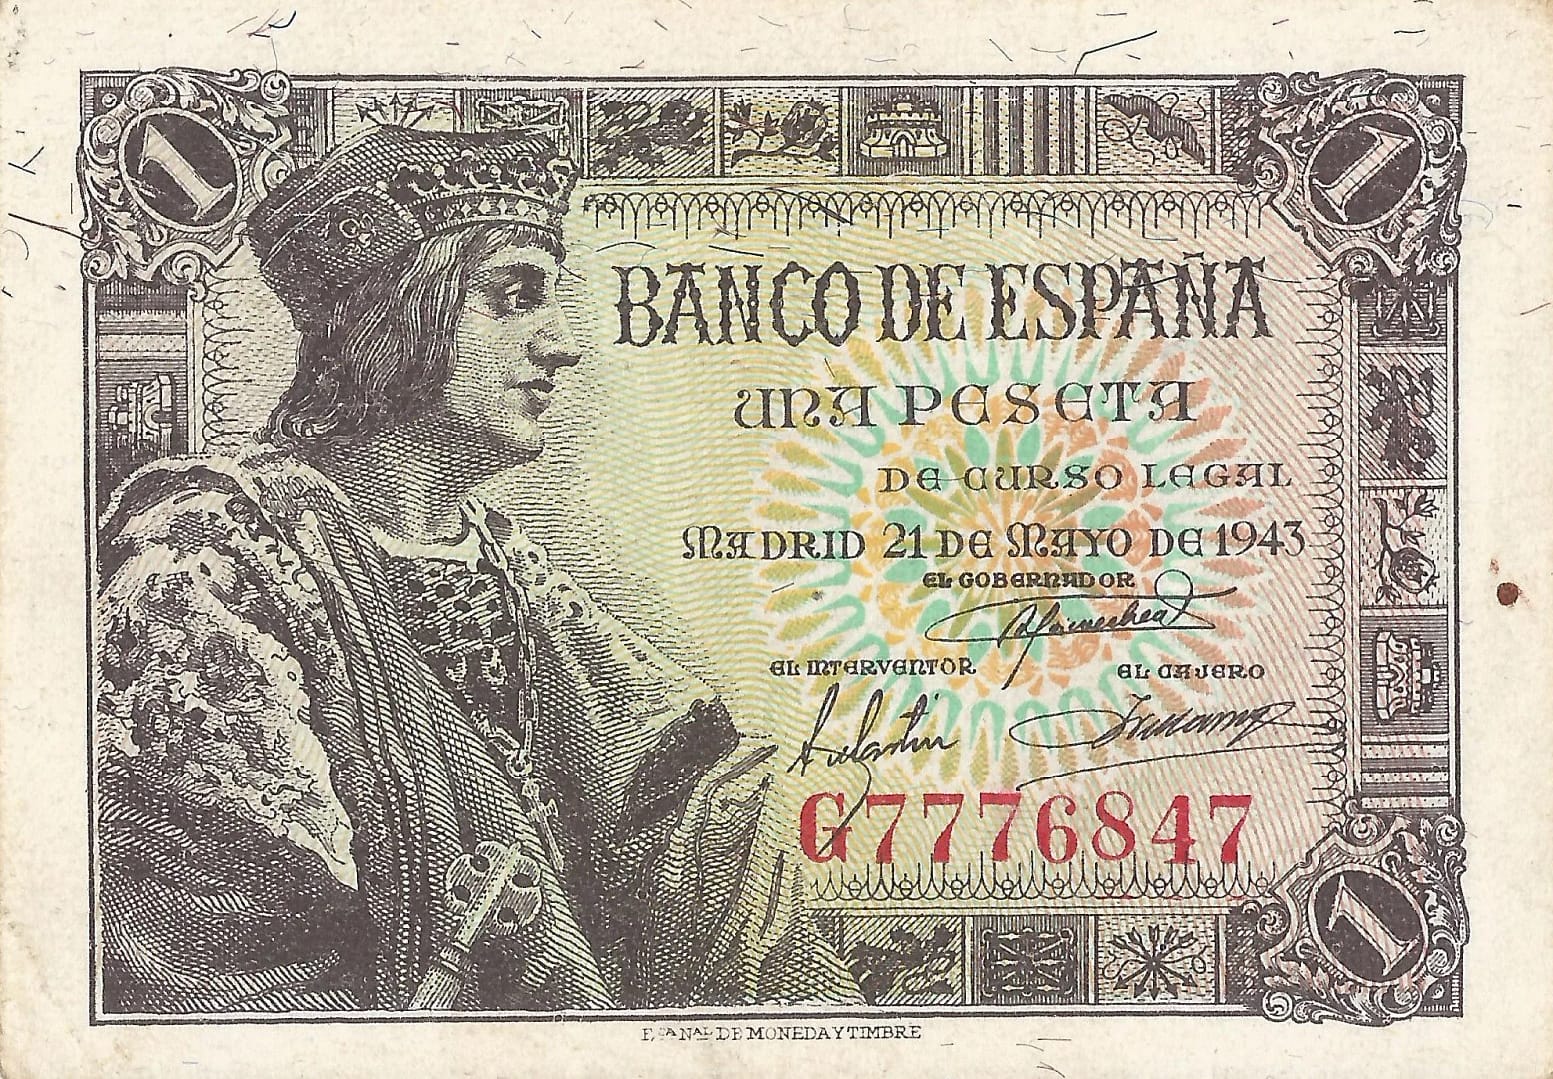 1 1
BANCO DE ESPAÑA
UNA PESETA
DE CURSO LEGAL
MADRID 21 DE MAYO DE 1943
EL GOBERNADOR
EL INTERVENTOR EL CAJERO
G7776847
1
F.CA NAL DE MONEDA Y TIMBRE